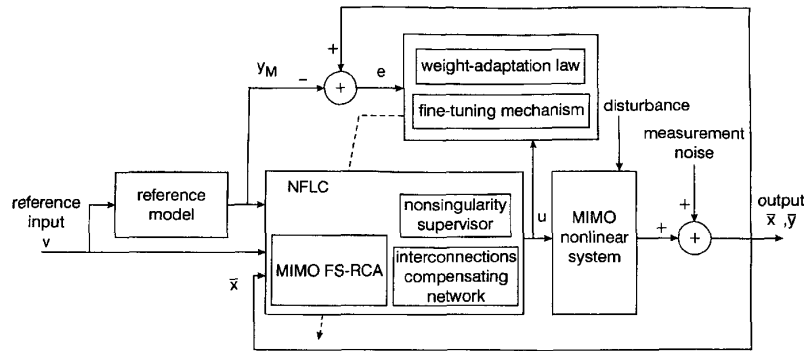 +
y_M
−
+
e
weight-adaptation law
fine-tuning mechanism
disturbance
measurement
noise
reference
input
v
reference
model
NFLC
nonsingularity
supervisor
u
MIMO
nonlinear
system
+
+
+
output
x̅ ,y̅
x̅
MIMO FS-RCA
interconnections
compensating
network